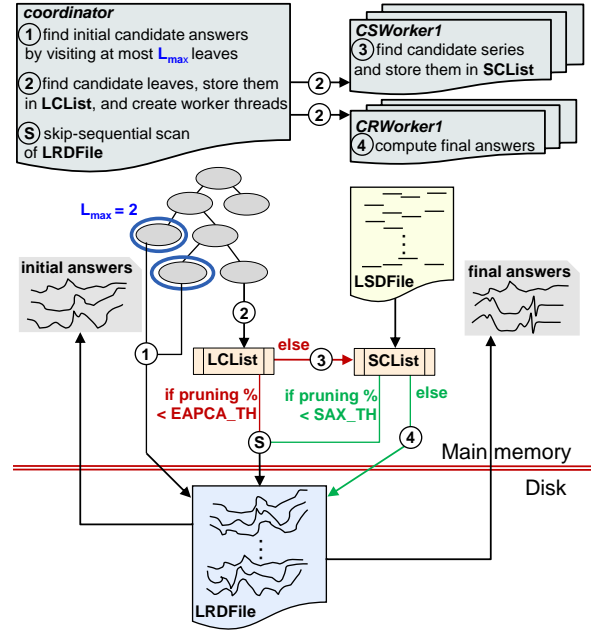 coordinator
1 find initial candidate answers
by visiting at most Lmax leaves
2 find candidate leaves, store them
in LCList, and create worker threads
S skip-sequential scan
of LRDFile
2
2
CSWorker1
3 find candidate series
and store them in SCList
CRWorker1
4 compute final answers
Lmax = 2
initial answers
LSDFile
final answers
2
1
LCList
else
3
SCList
if pruning %
< EAPCA_TH
if pruning %
< SAX_TH
else
S
4
Main memory
Disk
LRDFile